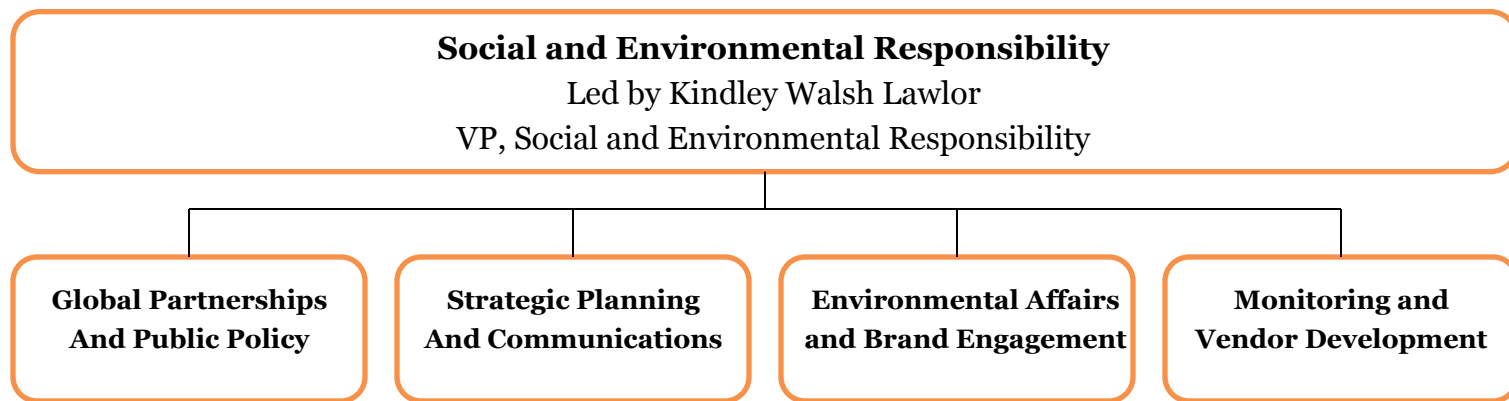 Social and Environmental Responsibility
Led by Kindley Walsh Lawlor
VP, Social and Environmental Responsibility
Global Partnerships
And Public Policy
Strategic Planning
And Communications
Environmental Affairs
and Brand Engagement
Monitoring and
Vendor Development